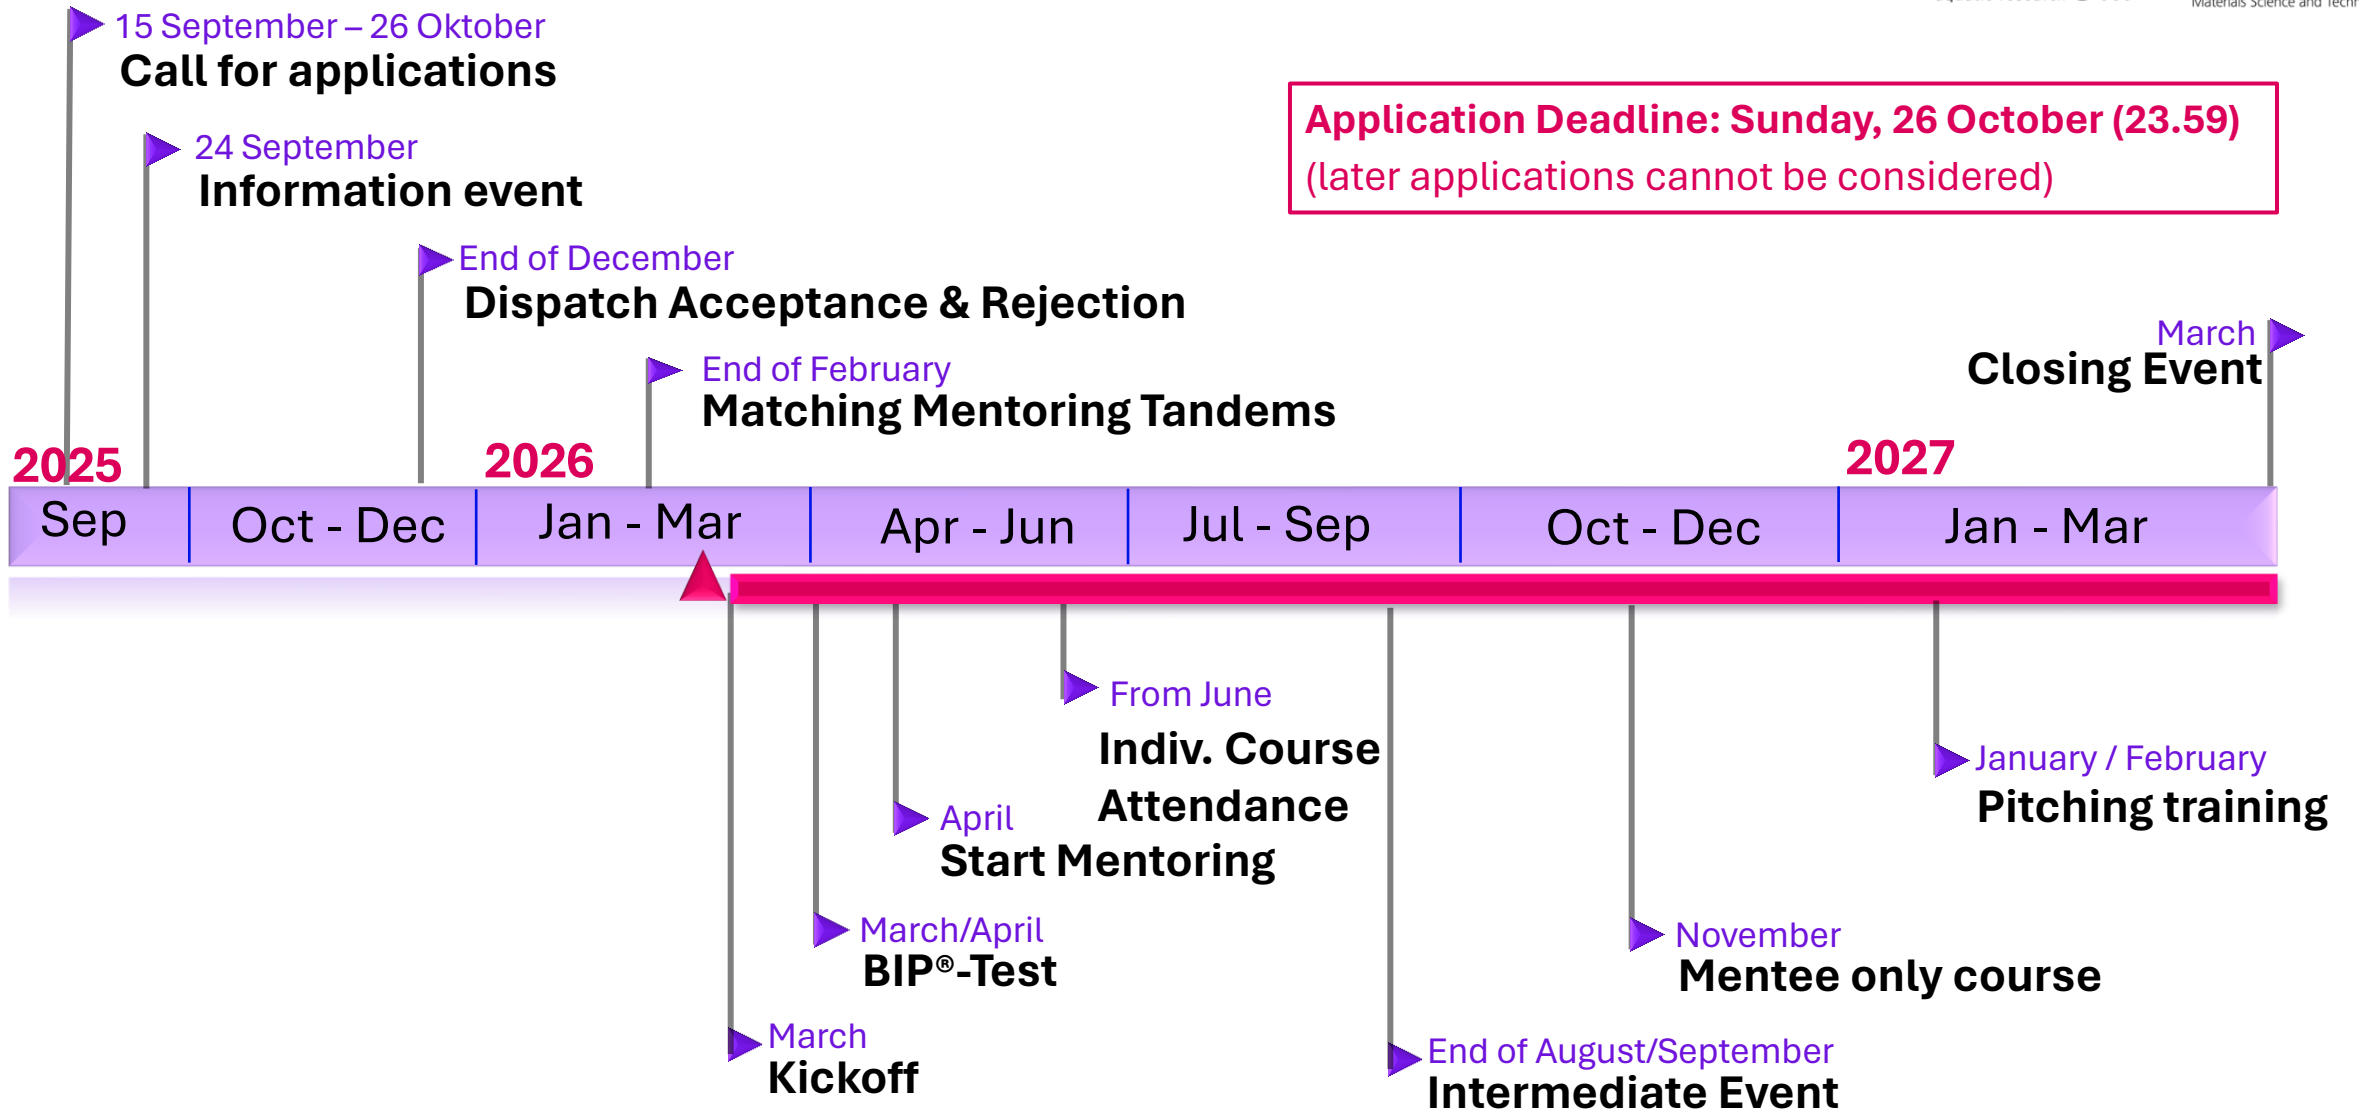 Materials Science and Tech
15 September – 26 Oktober
Call for applications
Application Deadline: Sunday, 26 October (23.59)
(later applications cannot be considered)
24 September
Information event
End of December
Dispatch Acceptance & Rejection
End of February
Matching Mentoring Tandems
March
Closing Event
2025
2026
2027
Sep
Oct - Dec
Jan - Mar
Apr - Jun
Jul - Sep
Oct - Dec
Jan - Mar
From June
Indiv. Course
Attendance
January / February
Pitching training
April
Start Mentoring
March/April
BIP®-Test
November
Mentee only course
March
Kickoff
End of August/September
Intermediate Event